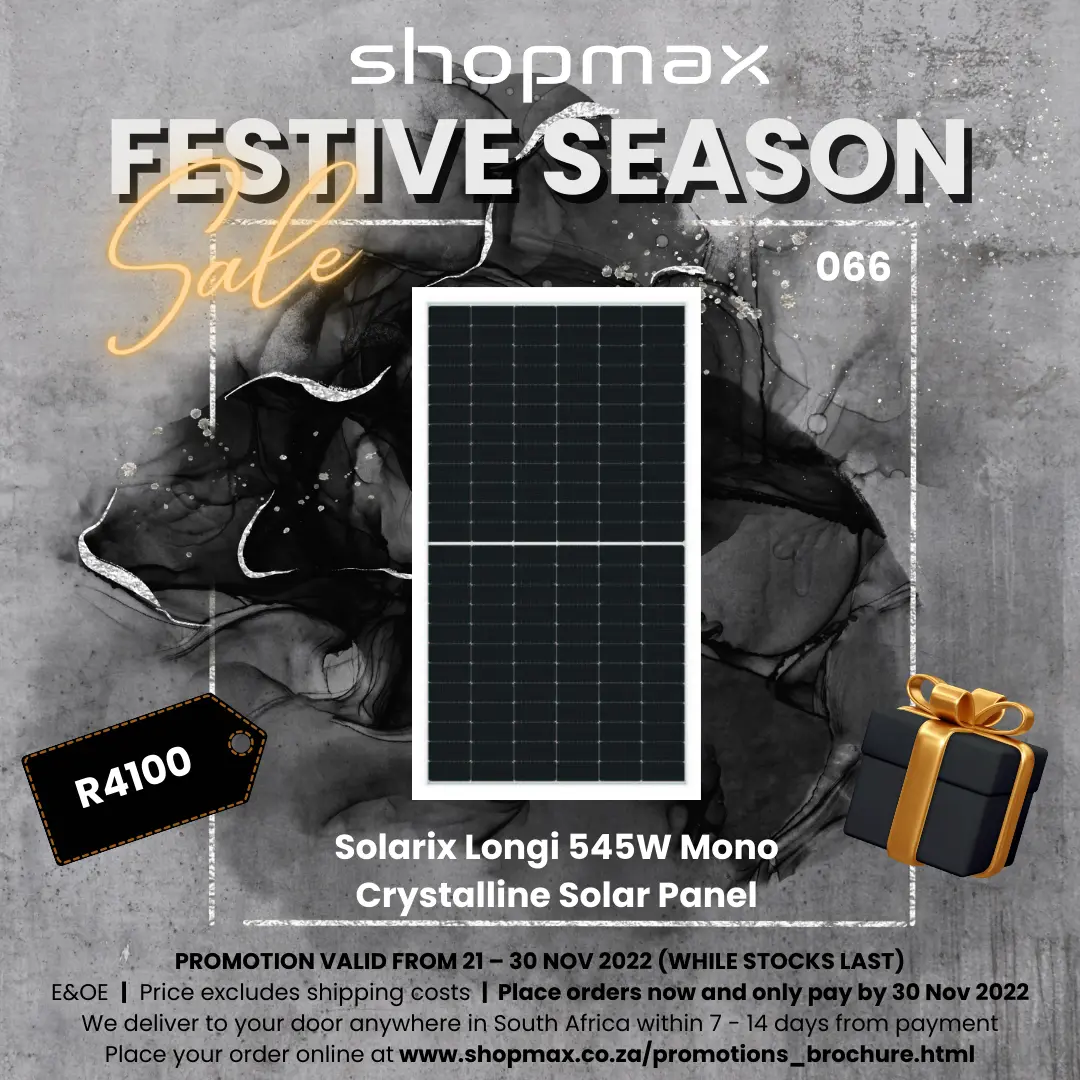 shopmax
FESTIVE SEASON
Sale
066
R4100
Solarix Longi 545W Mono
Crystalline Solar Panel
PROMOTION VALID FROM 21 – 30 NOV 2022 (WHILE STOCKS LAST)
E&OE | Price excludes shipping costs | Place orders now and only pay by 30 Nov 2022
We deliver to your door anywhere in South Africa within 7 - 14 days from payment
Place your order online at www.shopmax.co.za/promotions_brochure.html